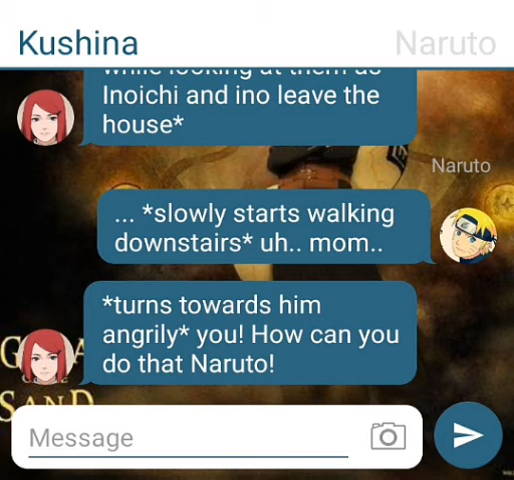 Kushina
Naruto
while looking at them as
Inoichi and ino leave the
house*
Naruto
... *slowly starts walking
downstairs* uh.. mom..
*turns towards him
angrily* you! How can you
do that Naruto!
SAND
Message